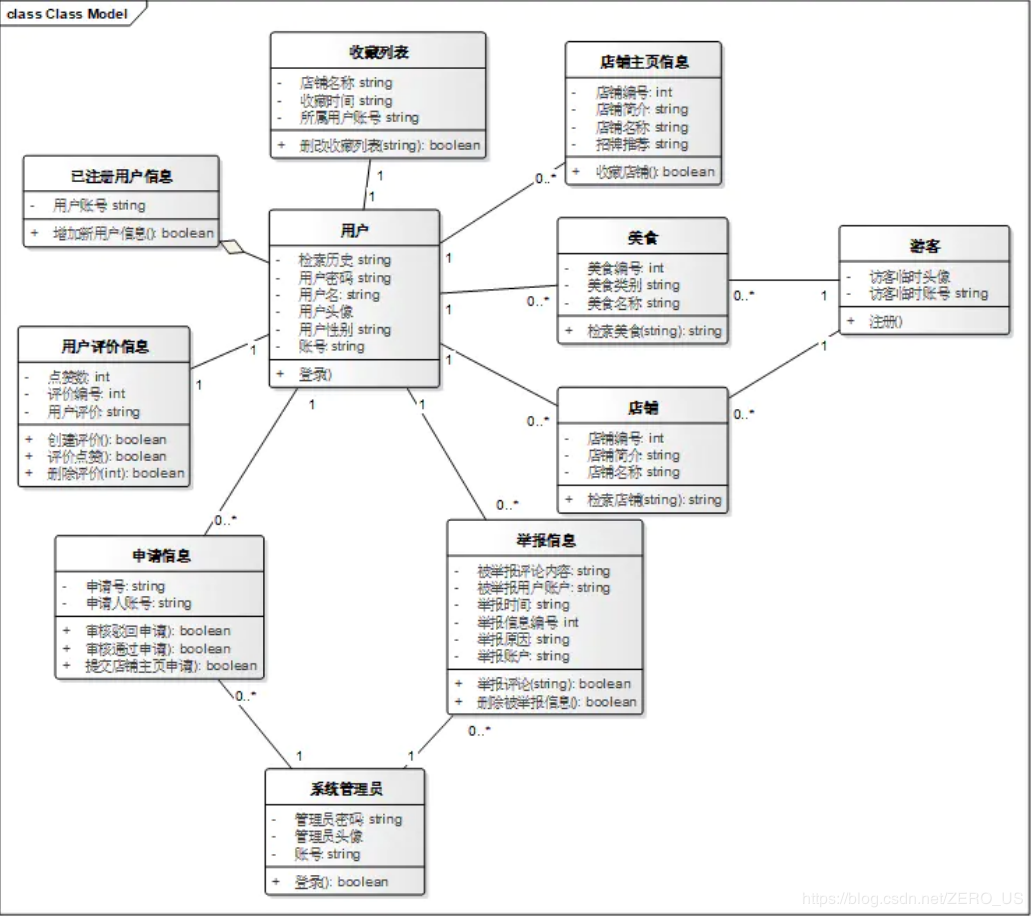 class Class Model
收藏列表
- 店铺名称: string
- 收藏时间: string
- 所属用户账号: string
+ 删改收藏列表(string): boolean
店铺主页信息
- 店铺编号: int
- 店铺简介: string
- 店铺名称: string
- 招牌推荐: string
+ 收藏店铺(): boolean
已注册用户信息
- 用户账号: string
+ 增加新用户信息(): boolean
1
1
0..*
用户
- 检索历史: string
- 用户密码: string
- 用户名: string
- 用户头像
- 用户性别: string
- 账号: string
+ 登录()
1
1
0..*
美食
- 美食编号: int
- 美食类别: string
- 美食名称: string
+ 检索美食(string): string
0..*
1
游客
- 访客临时头像
- 访客临时账号: string
+ 注册()
用户评价信息
- 点赞数: int
- 评价编号: int
- 用户评价: string
+ 创建评价(): boolean
+ 评价点赞(): boolean
+ 删除评价(int): boolean
1
1
1
0..*
1
0..*
店铺
- 店铺编号: int
- 店铺简介: string
- 店铺名称: string
+ 检索店铺(string): string
1
1
0..*
0..*
申请信息
- 申请号: string
- 申请人账号: string
+ 审核驳回申请(): boolean
+ 审核通过申请(): boolean
+ 提交店铺主页申请(): boolean
举报信息
- 被举报评论内容: string
- 被举报用户账户: string
- 举报时间: string
- 举报信息编号: int
- 举报原因: string
- 举报账户: string
+ 举报评论(string): boolean
+ 删除被举报信息(): boolean
0..*
0..*
1
1
系统管理员
- 管理员密码: string
- 管理员头像
- 账号: string
+ 登录(): boolean
https://blog.csdn.net/ZERO_US